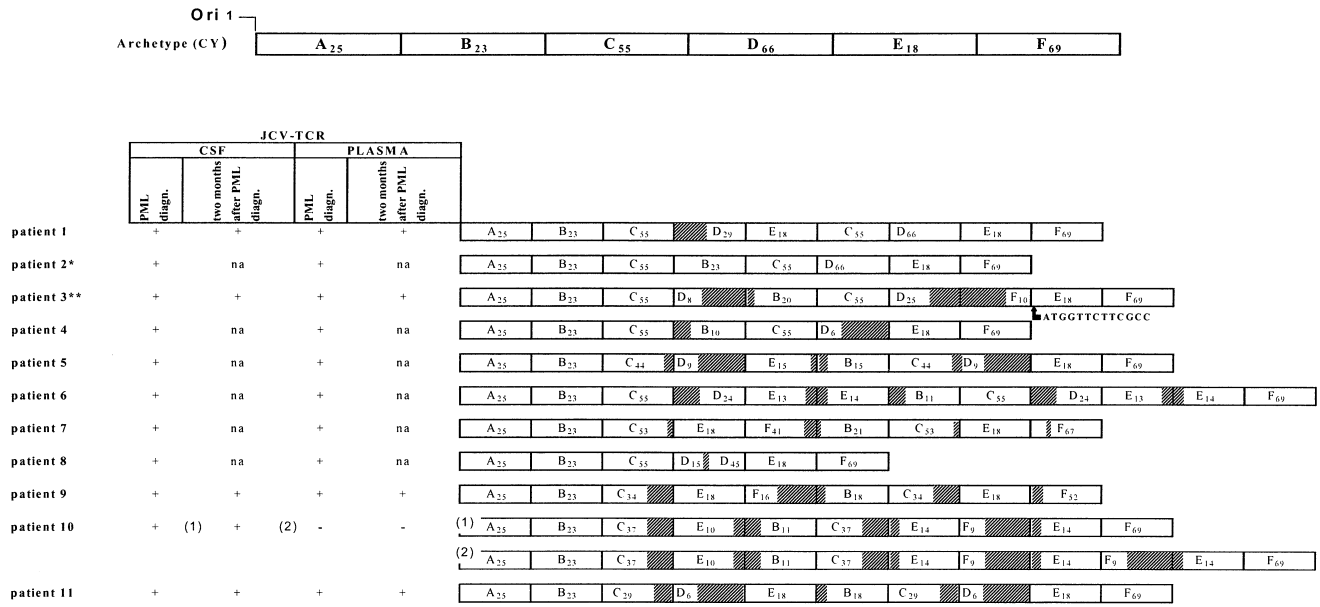 Ori 1
Archetype (CY) A25 B23 C55 D66 E18 F69
JCV-TCR
CSF PLASMA
PML diagn. two months after PML diagn. PML diagn. two months after PML diagn.
patient 1 + + + + A25 B23 C55 D29 E18 C55 D66 E18 F69
patient 2* + na + na A25 B23 C55 B23 C55 D66 E18 F69
patient 3** + + + + A25 B23 C55 D8 B20 C55 D25 F10 E18 F69
ATGGTTCTTCGCC
patient 4 + na + na A25 B23 C55 B10 C55 D6 E18 F69
patient 5 + na + na A25 B23 C44 D9 E15 B15 C44 D9 E18 F69
patient 6 + na + na A25 B23 C55 D24 E13 E14 B11 C55 D24 E13 E14 F69
patient 7 + na + na A25 B23 C53 E18 F41 B21 C53 E18 F67
patient 8 + na + na A25 B23 C55 D15 D45 E18 F69
patient 9 + + + + A25 B23 C34 E18 F16 B18 C34 E18 F52
patient 10 + (1) + (2) - - (1) A25 B23 C37 E10 B11 C37 E14 F9 E14 F69
(2) A25 B23 C37 E10 B11 C37 E14 F9 E14 F9 E14 F69
patient 11 + + + + A25 B23 C29 D6 E18 B18 C29 D6 E18 F69